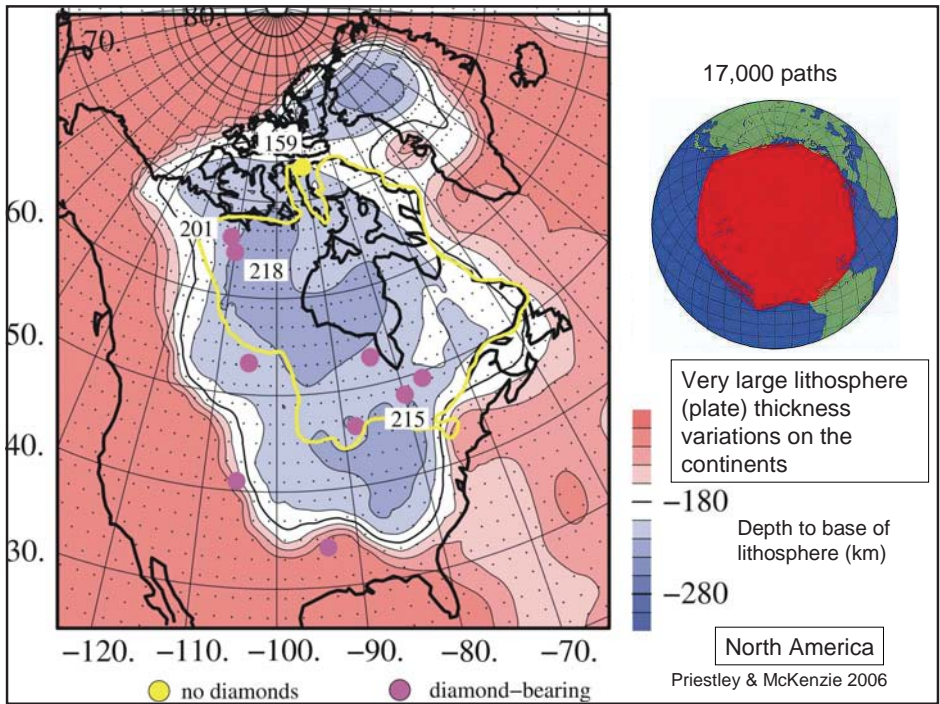 80.
70.
60.
50.
40.
30.
159
201
218
215
−120.
−110.
−100.
−90.
−80.
−70.
no diamonds
diamond−bearing
17,000 paths
Very large lithosphere
(plate) thickness
variations on the
continents
−180
Depth to base of
lithosphere (km)
−280
North America
Priestley & McKenzie 2006